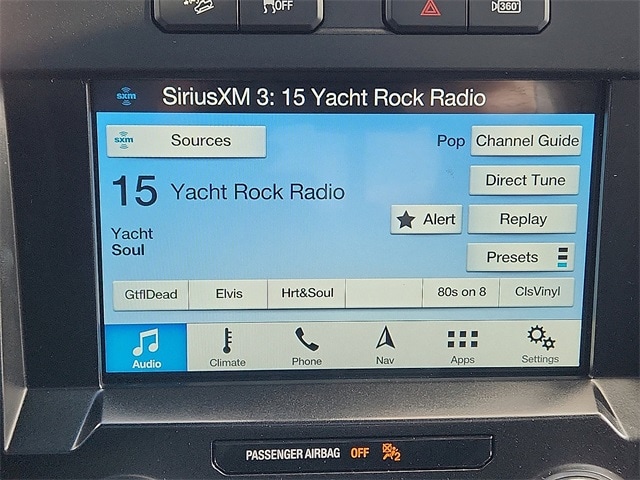 OFF
360°
sxm
SiriusXM 3: 15 Yacht Rock Radio
sxm
Sources
Pop
Channel Guide
15 Yacht Rock Radio
Direct Tune
Alert
Replay
Yacht
Soul
Presets
GtflDead
Elvis
Hrt&Soul
80s on 8
ClsVinyl
Audio
Climate
Phone
Nav
Apps
Settings
PASSENGER AIRBAG OFF
2